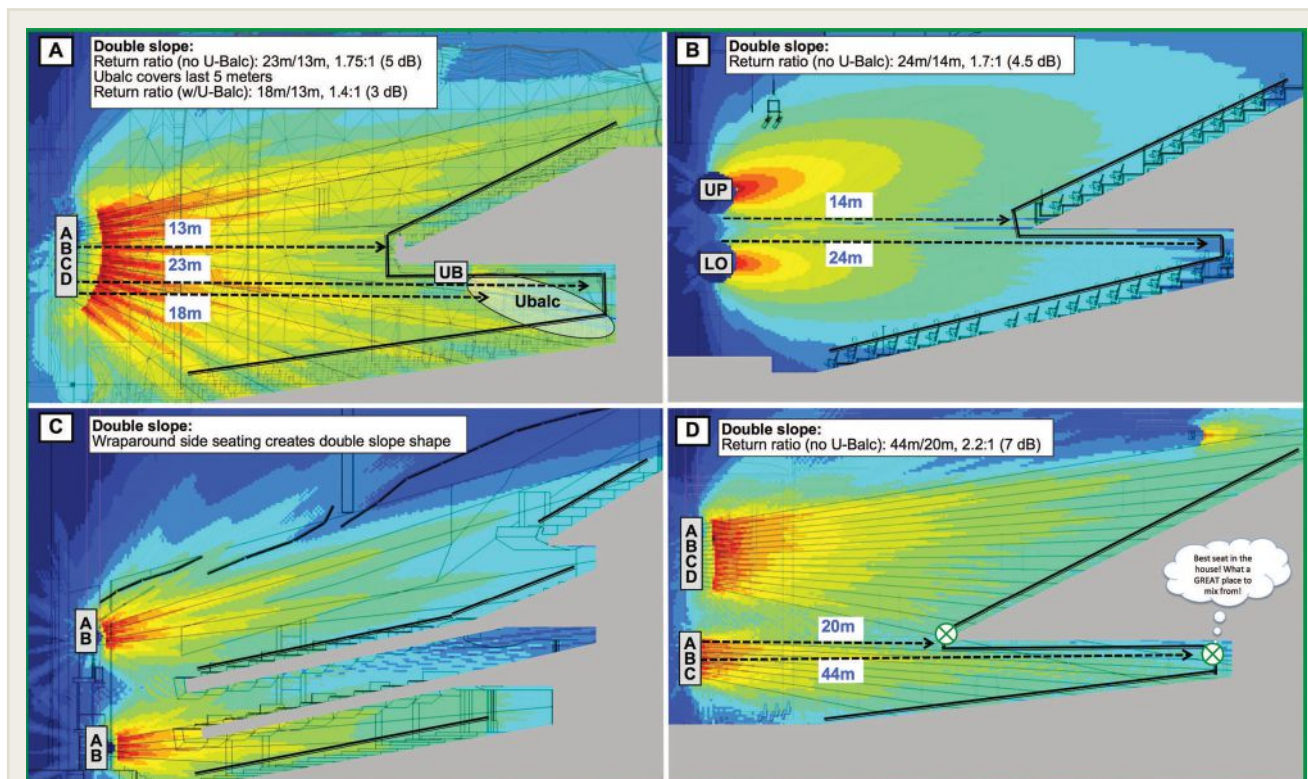 A
Double slope:
Return ratio (no U-Balc): 23m/13m, 1.75:1 (5 dB)
Ubalc covers last 5 meters
Return ratio (w/U-Balc): 18m/13m, 1.4:1 (3 dB)
A
B
C
D
13m
23m
18m
UB
Ubalc
B
Double slope:
Return ratio (no U-Balc): 24m/14m, 1.7:1 (4.5 dB)
UP
LO
14m
24m
C
Double slope:
Wraparound side seating creates double slope shape
A
B
A
B
D
Double slope:
Return ratio (no U-Balc): 44m/20m, 2.2:1 (7 dB)
A
B
C
D
A
B
C
20m
44m
Best seat in the
house! What a
GREAT place to
mix from!